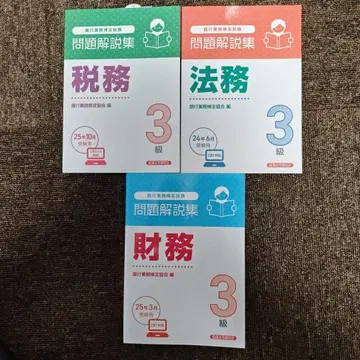 銀行業務検定試験
問題解説集
税務
3
級
銀行業務検定協会 編
25年10月
受験用
銀行業務検定試験
問題解説集
法務
3
級
銀行業務検定協会 編
24年6月
受験用
銀行業務検定試験
問題解説集
財務
3
級
銀行業務検定協会 編
25年3月
受験用